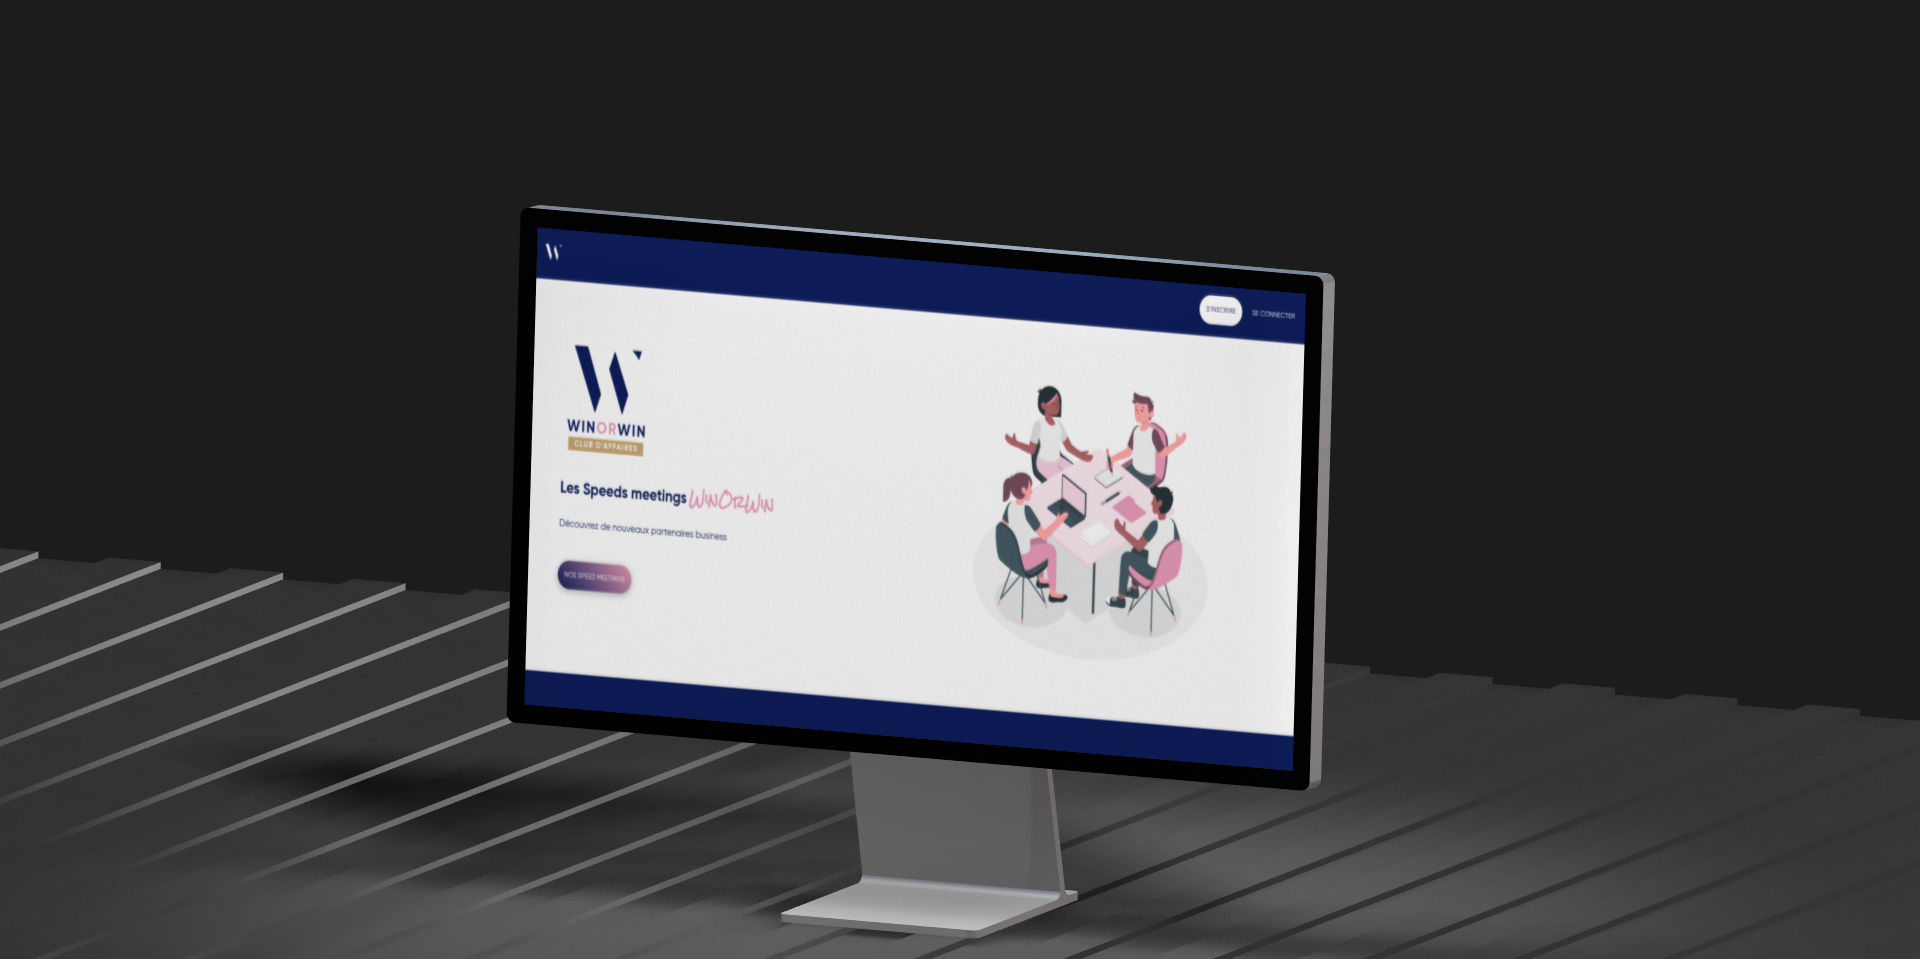 S'INSCRIRE
SE CONNECTER
WINORWIN
CLUB D'AFFAIRES
Les Speeds meetings WINORWIN
Découvrez de nouveaux partenaires business
NOS SPEED MEETINGS